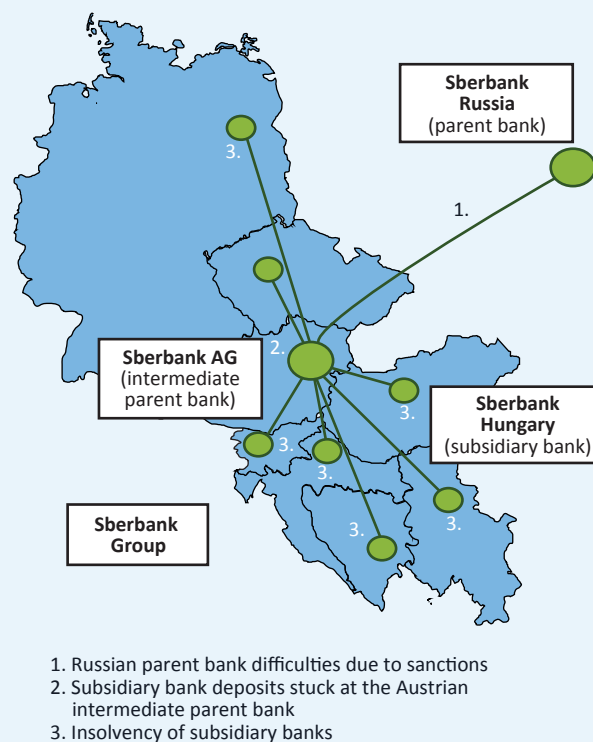 Sberbank
Russia
(parent bank)
3.
1.
2.
Sberbank AG
(intermediate
parent bank)
3.
Sberbank
Hungary
(subsidiary bank)
3.
3.
3.
3.
Sberbank
Group
1. Russian parent bank difficulties due to sanctions
2. Subsidiary bank deposits stuck at the Austrian
intermediate parent bank
3. Insolvency of subsidiary banks